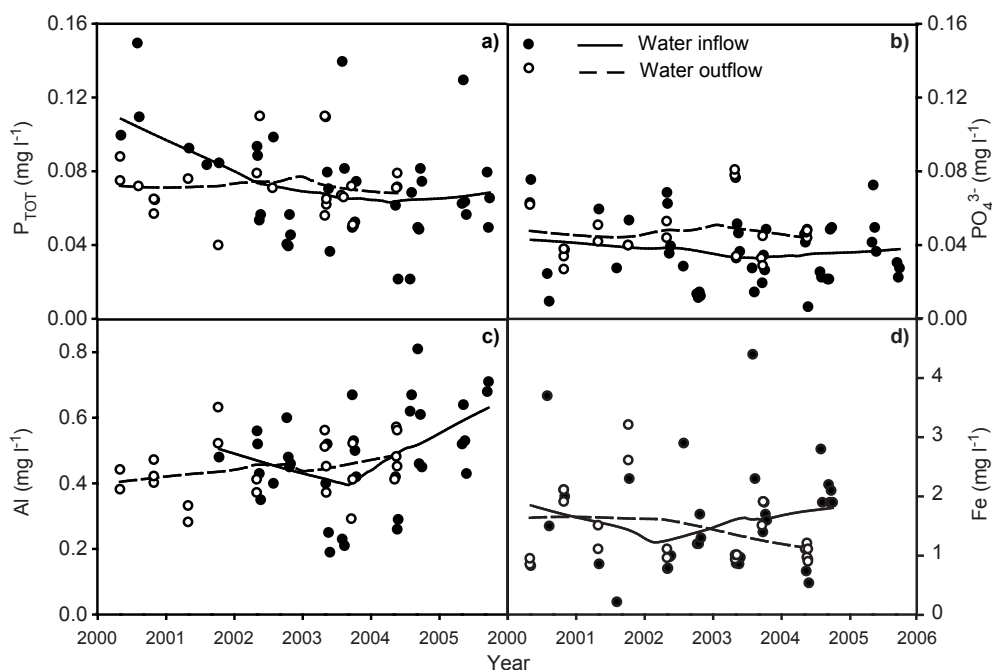 0.16
0.12
0.08
0.04
0.00
P_TOT (mg l⁻¹)
a)
b)
Water inflow
Water outflow
0.16
0.12
0.08
0.04
0.00
PO₄³⁻ (mg l⁻¹)
0.8
0.6
0.4
0.2
0.0
Al (mg l⁻¹)
c)
d)
4
3
2
1
0
Fe (mg l⁻¹)
2000 2001 2002 2003 2004 2005 2000 2001 2002 2003 2004 2005 2006
Year